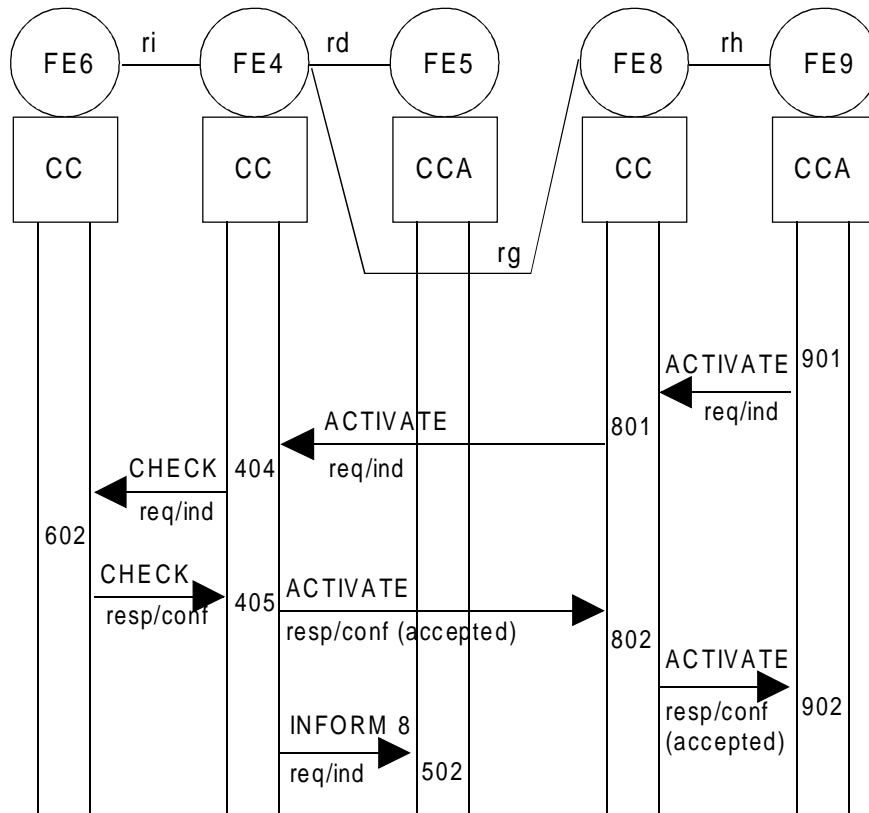 ri rd rh
FE6 FE4 FE5 FE8 FE9
CC CC CCA CC CCA
rg
901
ACTIVATE
req/ind
801
ACTIVATE
req/ind
404
CHECK
req/ind
602
CHECK
resp/conf
405
ACTIVATE
resp/conf (accepted)
802
ACTIVATE
resp/conf
(accepted)
902
INFORM 8
req/ind
502